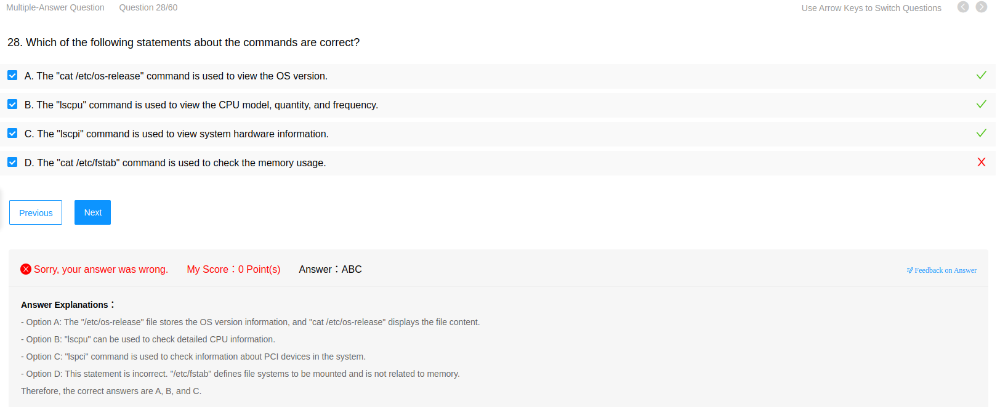 Multiple-Answer Question Question 28/60 Use Arrow Keys to Switch Questions
28. Which of the following statements about the commands are correct?
A. The "cat /etc/os-release" command is used to view the OS version.
B. The "lscpu" command is used to view the CPU model, quantity, and frequency.
C. The "lscpi" command is used to view system hardware information.
D. The "cat /etc/fstab" command is used to check the memory usage.
Previous Next
Sorry, your answer was wrong. My Score：0 Point(s) Answer：ABC Feedback on Answer
Answer Explanations：
- Option A: The "/etc/os-release" file stores the OS version information, and "cat /etc/os-release" displays the file content.
- Option B: "lscpu" can be used to check detailed CPU information.
- Option C: "lspci" command is used to check information about PCI devices in the system.
- Option D: This statement is incorrect. "/etc/fstab" defines file systems to be mounted and is not related to memory.
Therefore, the correct answers are A, B, and C.